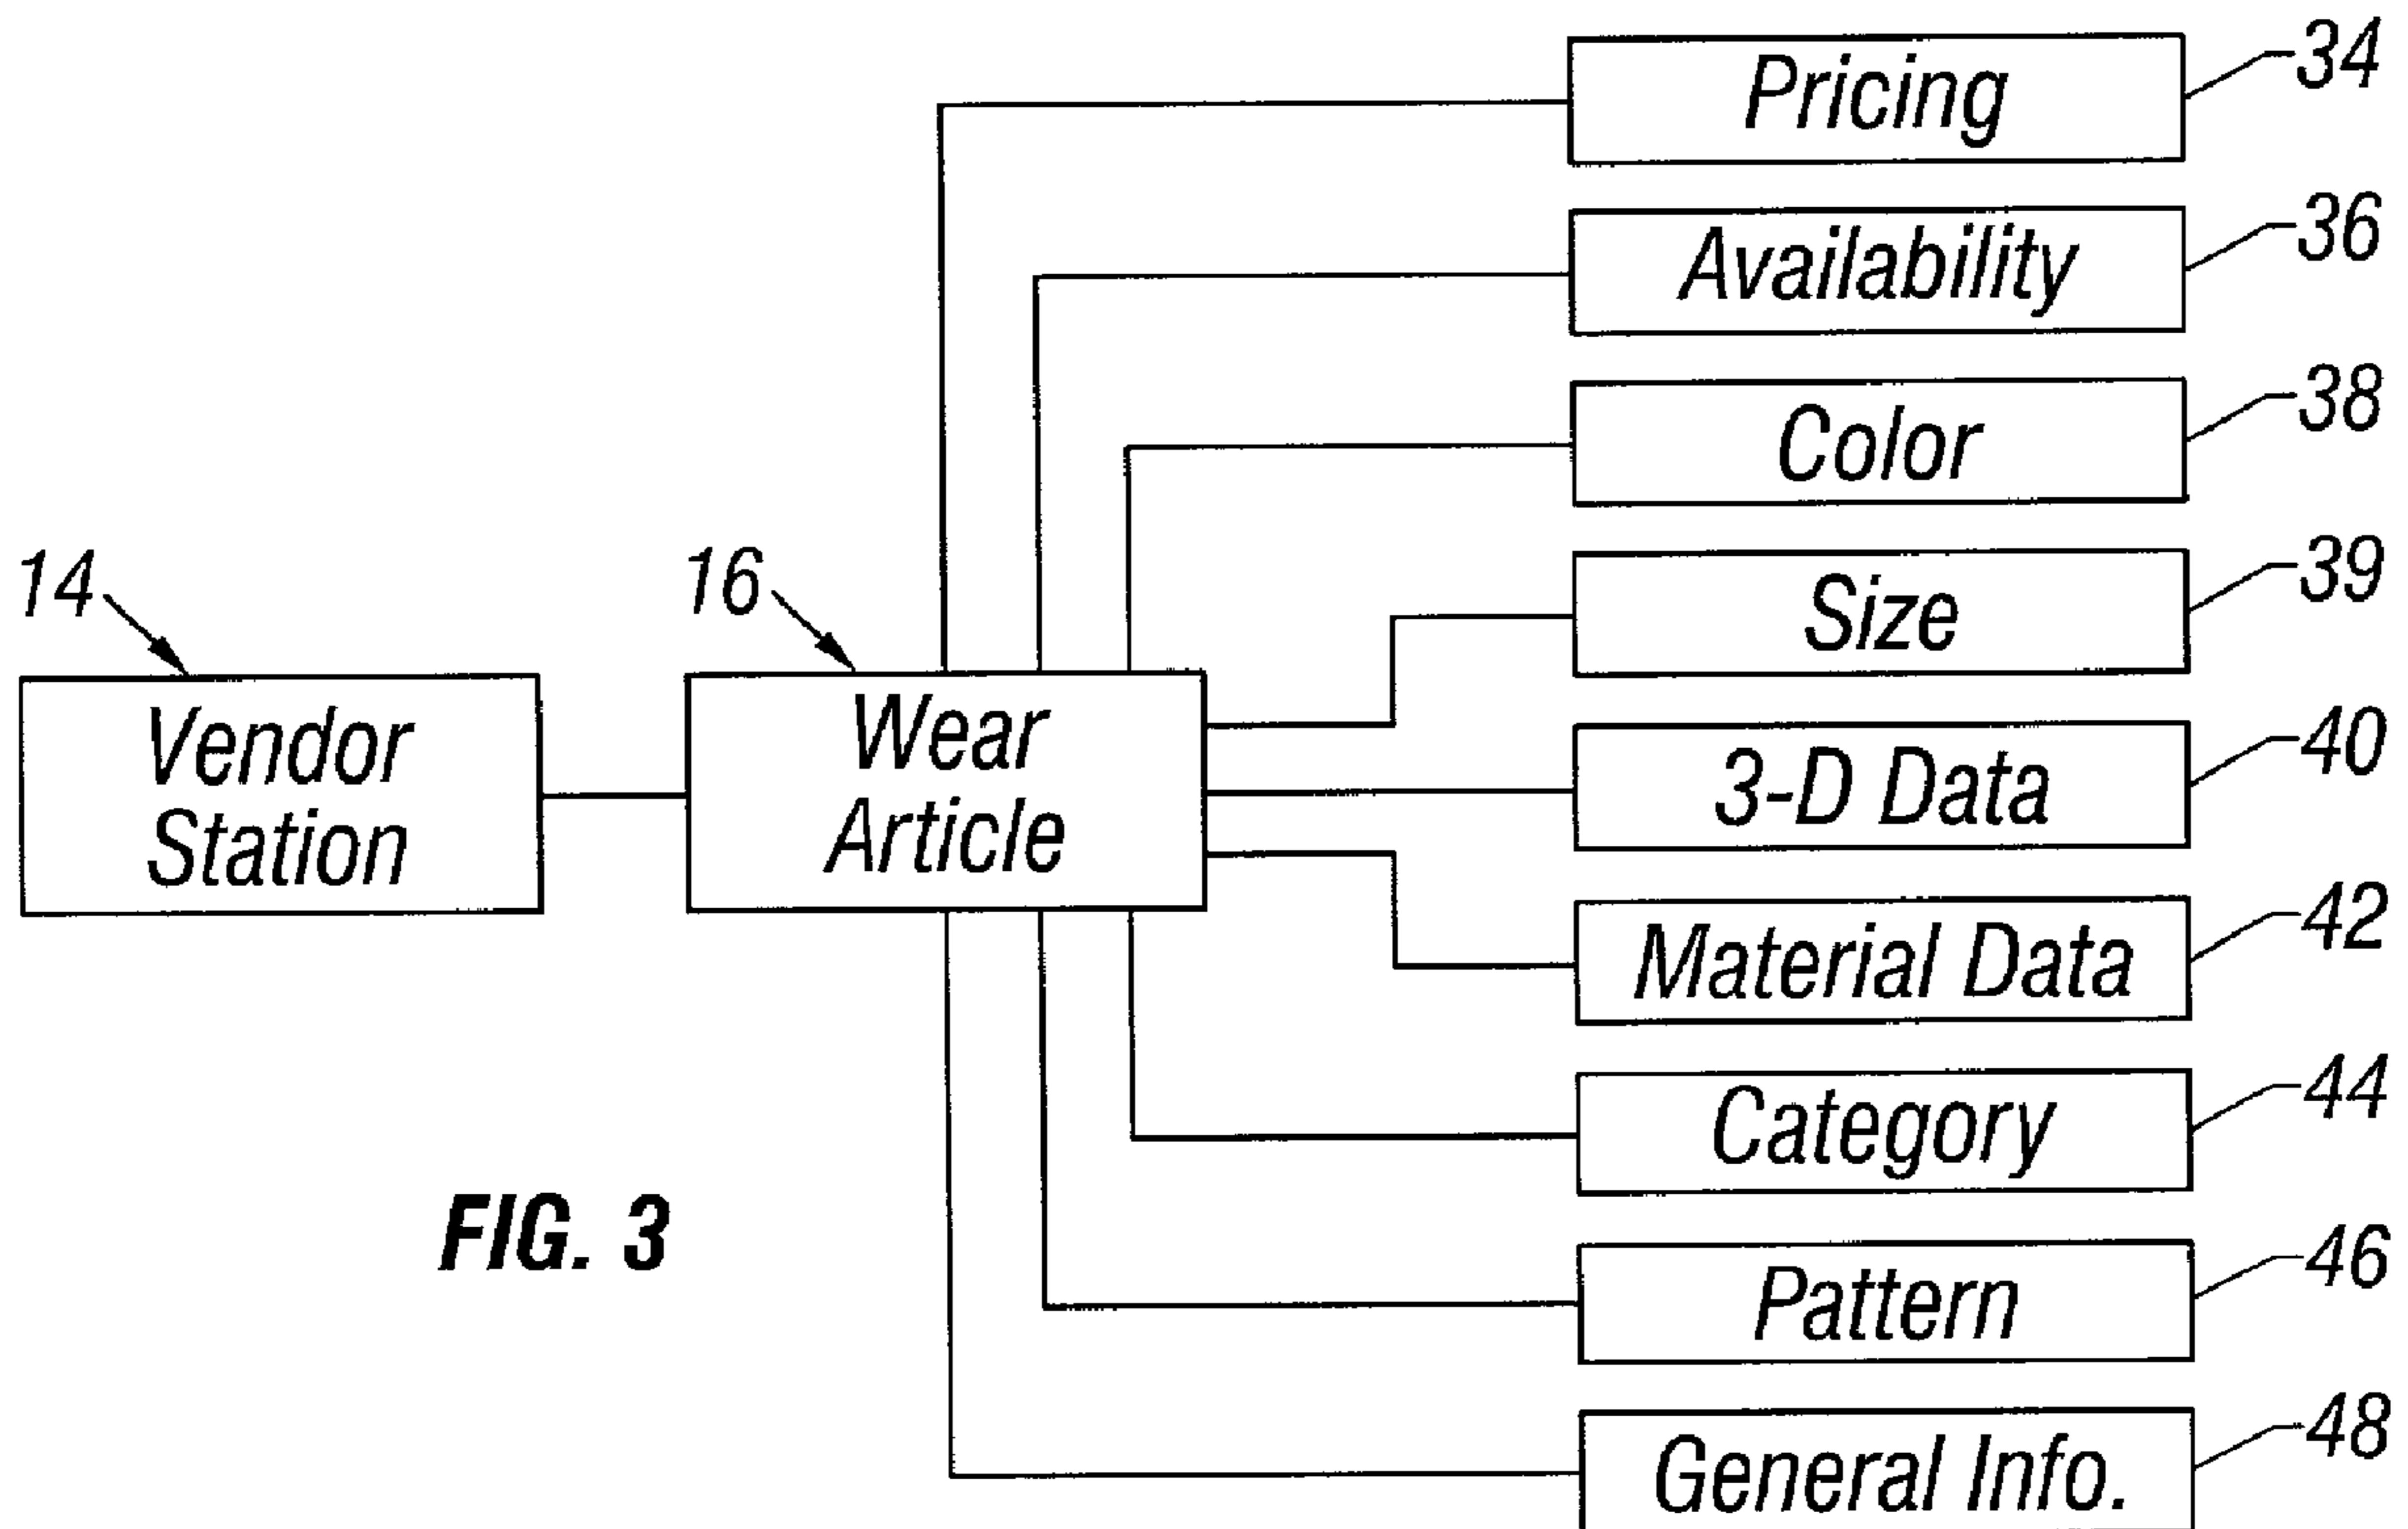 Pricing
34
Availability
36
Color
38
14
16
Size
39
Vendor
Station
Wear
Article
3-D Data
40
Material Data
42
Category
44
FIG. 3
Pattern
46
General Info.
48